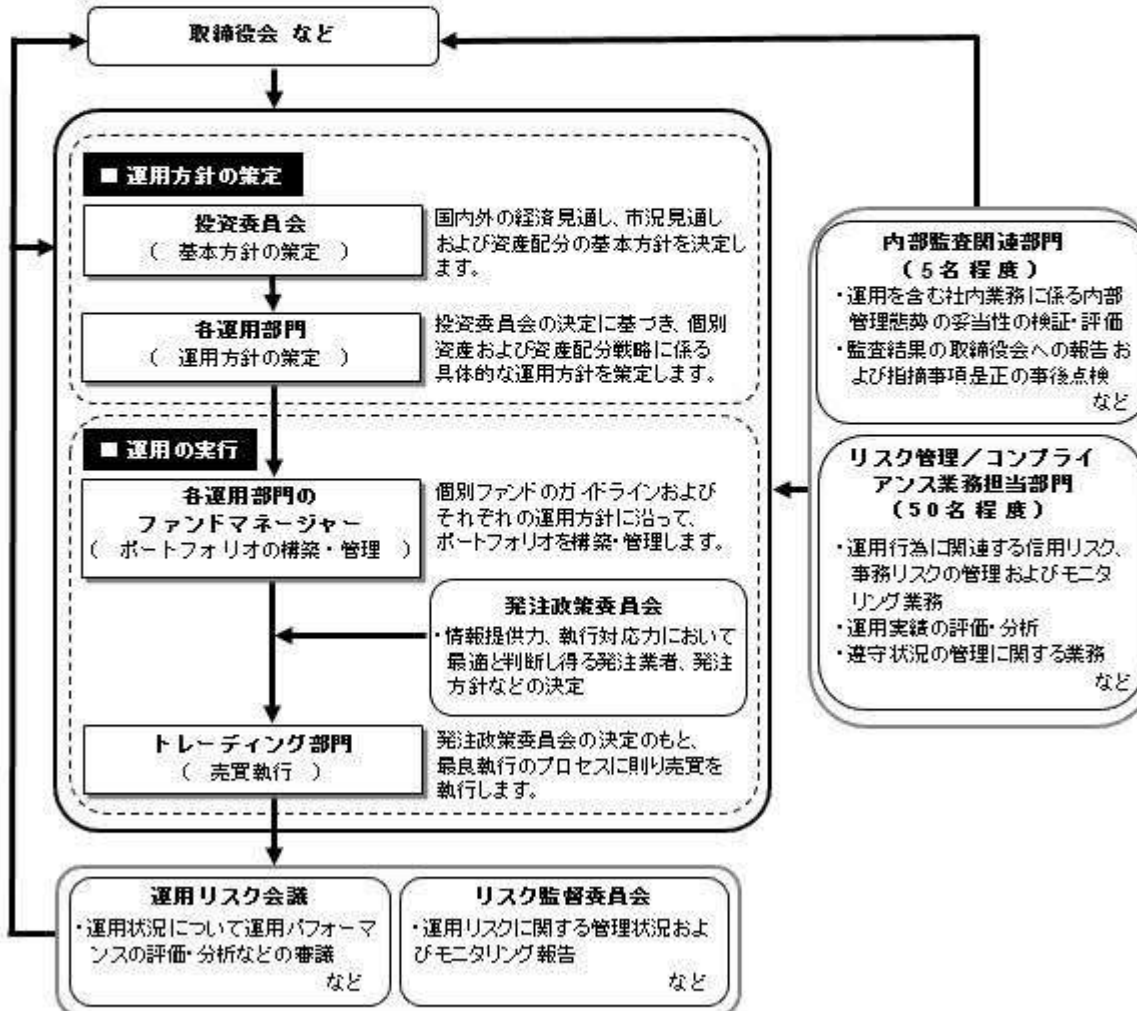 取締役会 など
■ 運用方針の策定
投資委員会
( 基本方針の策定 )
国内外の経済見通し、市況見通し
および資産配分の基本方針を決定し
ます。
各運用部門
( 運用方針の策定 )
投資委員会の決定に基づき、個別
資産および資産配分戦略に係る
具体的な運用方針を策定します。
■ 運用の実行
各運用部門の
ファンドマネージャー
( ポートフォリオの構築・管理 )
個別ファンドのガイドラインおよび
それぞれの運用方針に沿って、
ポートフォリオを構築・管理します。
発注政策委員会
・情報提供力、執行対応力において
最適と判断し得る発注業者、発注
方針などの決定
トレーディング部門
( 売買執行 )
発注政策委員会の決定のもと、
最良執行のプロセスに則り売買を
執行します。
運用リスク会議
・運用状況について運用パフォーマ
ンスの評価・分析などの審議
など
リスク監督委員会
・運用リスクに関する管理状況およ
びモニタリング報告
など
内部監査関連部門
(5名程度)
・運用を含む社内業務に係る内部
管理態勢の妥当性の検証・評価
・監査結果の取締役会への報告お
よび指摘事項是正の事後点検
など
リスク管理/コンプライ
アンス業務担当部門
(50名程度)
・運用行為に関連する信用リスク、
事務リスクの管理およびモニタ
リング業務
・運用実績の評価・分析
・遵守状況の管理に関する業務
など